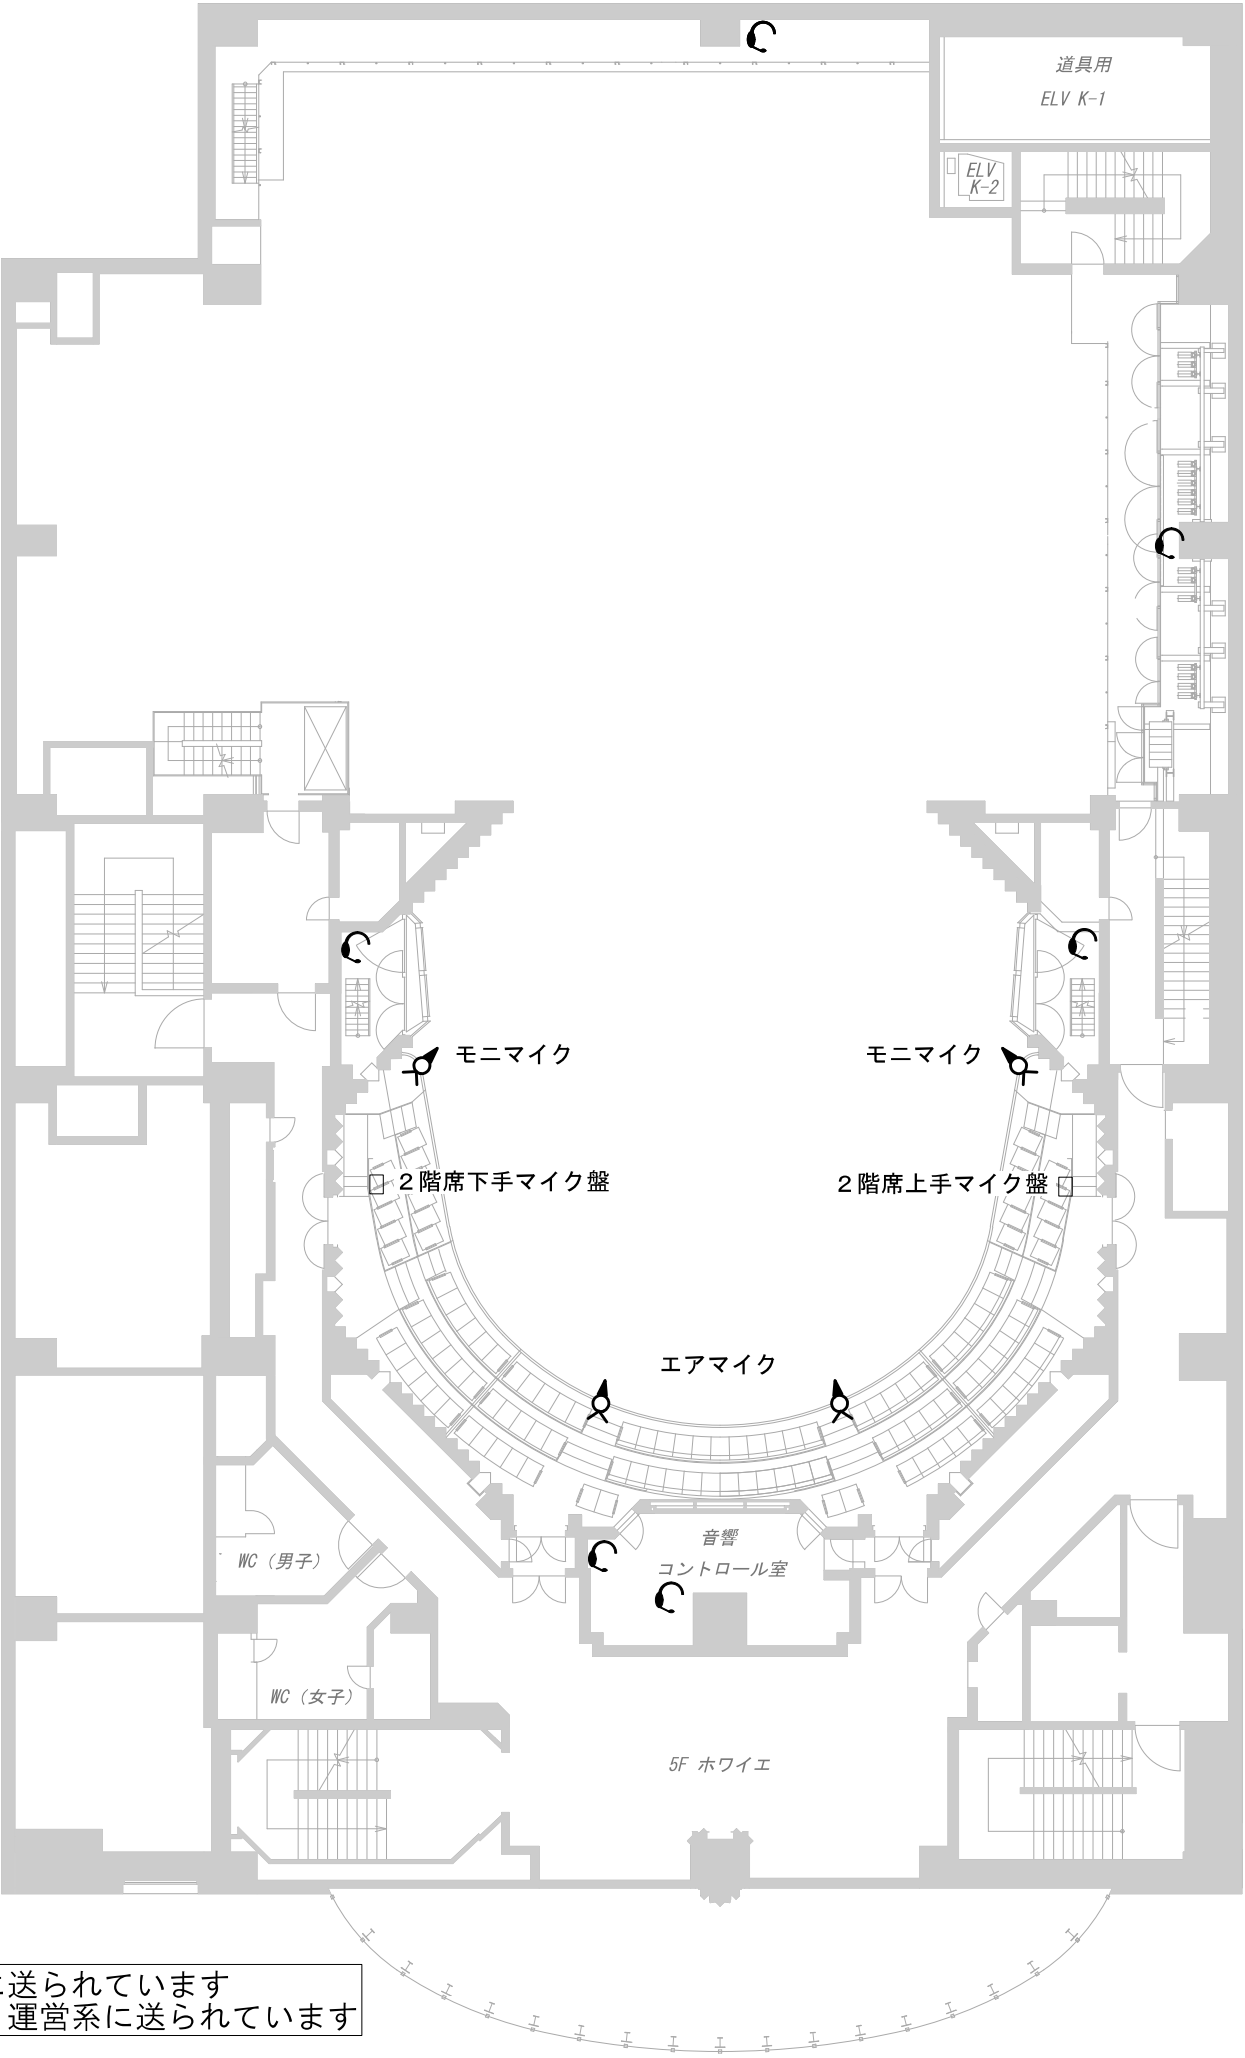 道具用
ELV K-1
ELV
K-2
モニマイク
モニマイク
２階席下手マイク盤
２階席上手マイク盤
エアマイク
音響
コントロール室
WC（男子）
WC（女子）
5F ホワイエ
に送られています
運営系に送られています